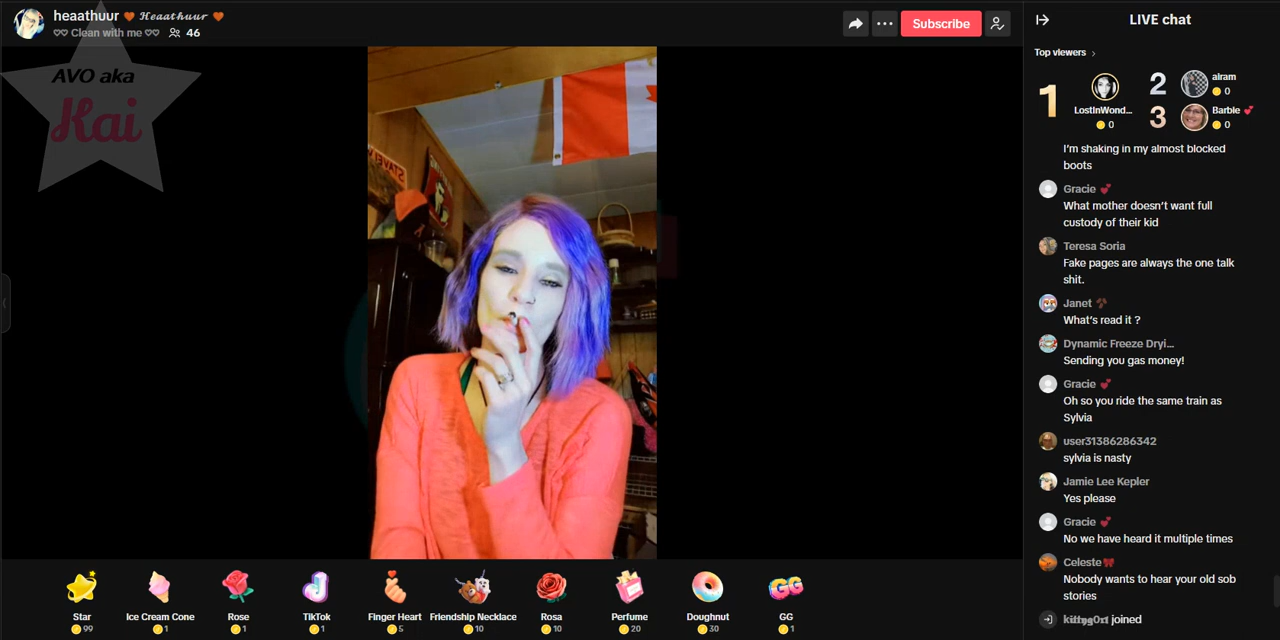 heaathuur 🧡 𝓗𝓮𝓪𝓪𝓽𝓱𝓾𝓾𝓻 🧡
♡♡ Clean with me ♡♡ 46
AVO aka
Kai
Subscribe
LIVE chat
Top viewers
1
LostInWond...
0
2
alram
0
3
Barbie 💕
0
I'm shaking in my almost blocked
boots
Gracie 💕
What mother doesn't want full
custody of their kid
Teresa Soria
Fake pages are always the one talk
shit.
Janet
What's read it ?
Dynamic Freeze Dryi...
Sending you gas money!
Gracie 💕
Oh so you ride the same train as
Sylvia
user31386286342
sylvia is nasty
Jamie Lee Kepler
Yes please
Gracie 💕
No we have heard it multiple times
Celeste🎀
Nobody wants to hear your old sob
stories
joined
Star
99
Ice Cream Cone
1
Rose
1
TikTok
1
Finger Heart
5
Friendship Necklace
10
Rosa
10
Perfume
20
Doughnut
30
GG
GG
1